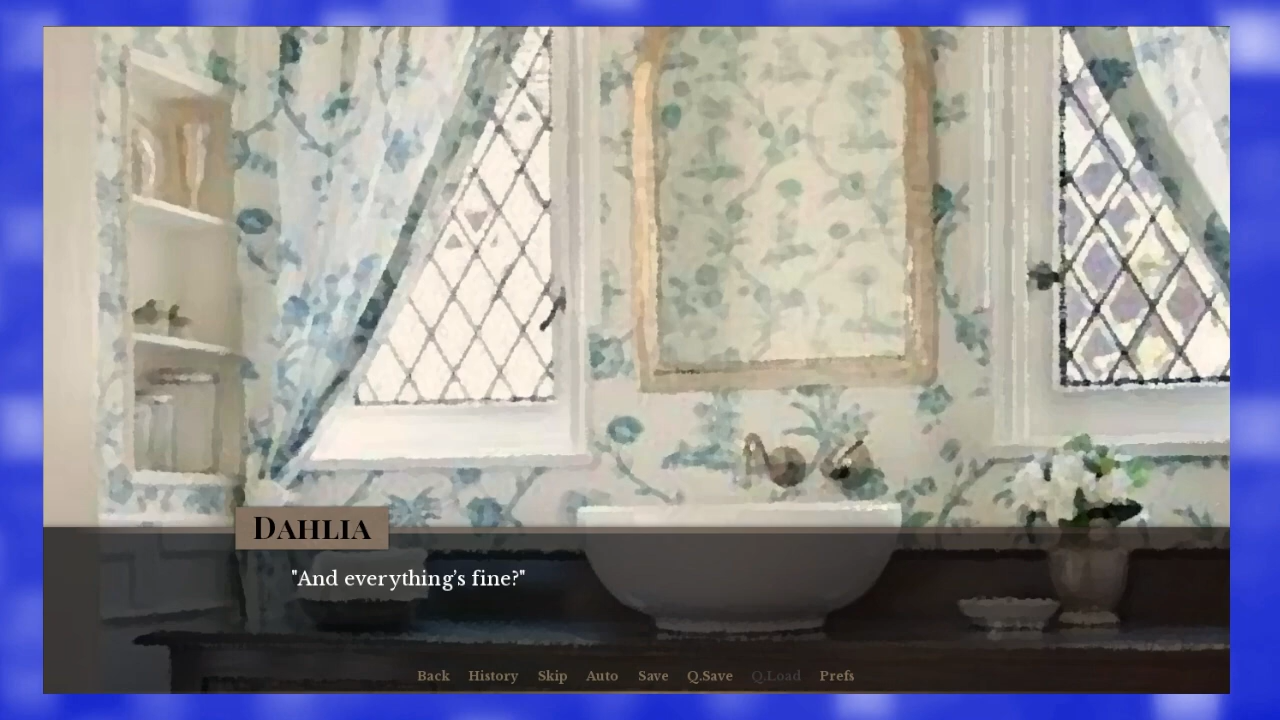 DAHLIA
"And everything's fine?"
Back History Skip Auto Save Q.Save Q.Load Prefs